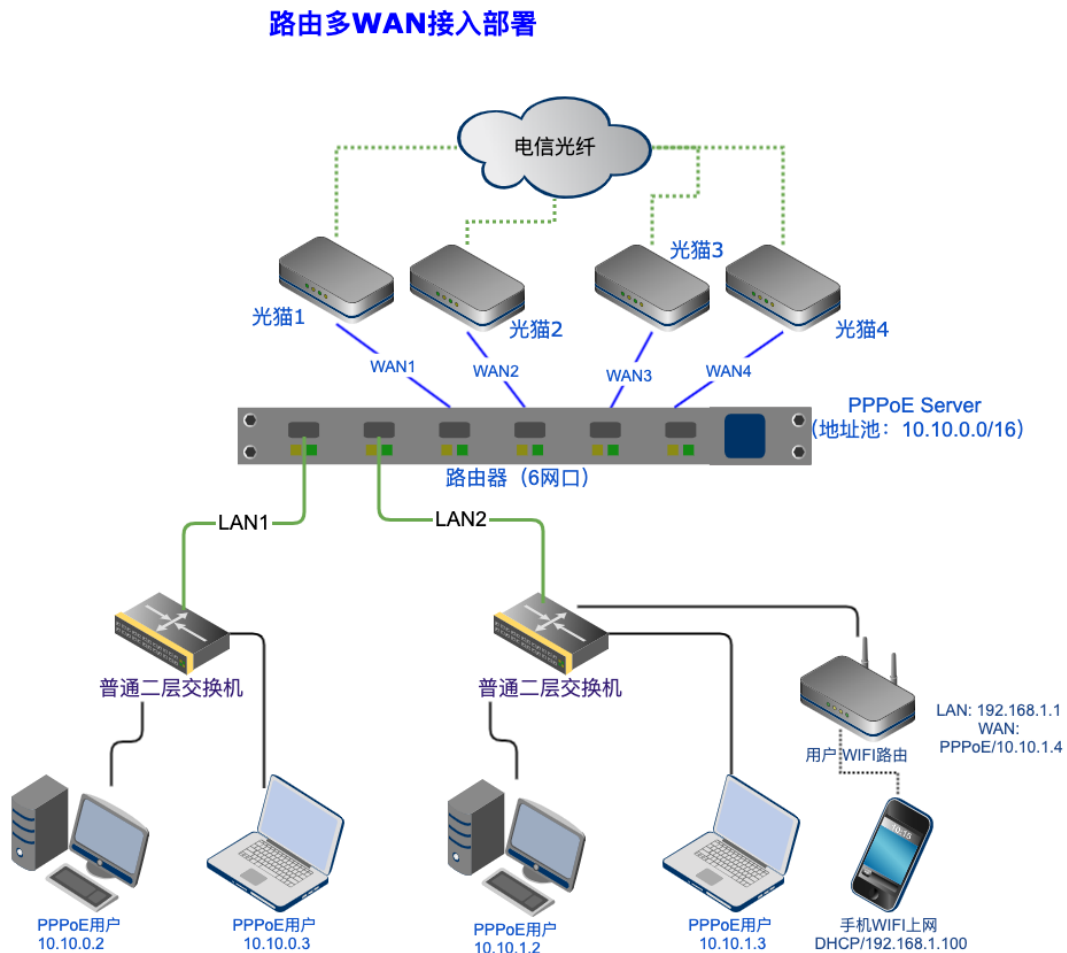 路由多WAN接入部署
电信光纤
光猫1
光猫2
光猫3
光猫4
WAN1
WAN2
WAN3
WAN4
PPPoE Server
(地址池：10.10.0.0/16)
路由器（6网口）
LAN1
LAN2
普通二层交换机
普通二层交换机
用户 WIFI路由
LAN: 192.168.1.1
WAN:
PPPoE/10.10.1.4
10:15
PPPoE用户
10.10.0.2
PPPoE用户
10.10.0.3
PPPoE用户
10.10.1.2
PPPoE用户
10.10.1.3
手机WIFI上网
DHCP/192.168.1.100